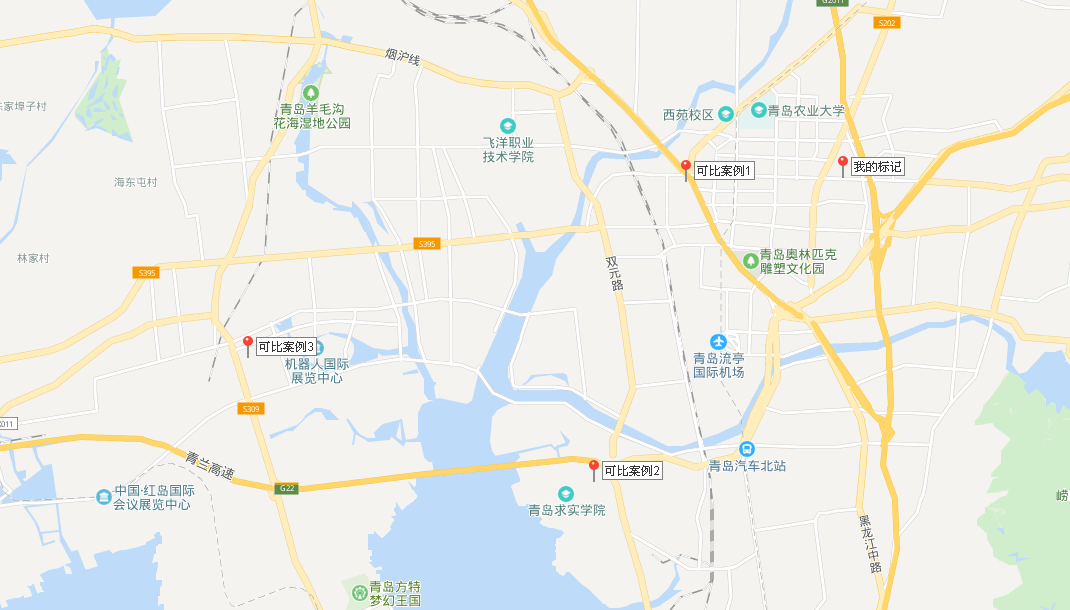 G2011
S202
烟沪线
朱家埠子村
青岛羊毛沟
花海湿地公园
飞洋职业
技术学院
西苑校区
青岛农业大学
可比案例1
我的标记
海东屯村
S395
林家村
S395
双元路
青岛奥林匹克
雕塑文化园
可比案例3
机器人国际
展览中心
青岛流亭
国际机场
S309
青兰高速
G22
可比案例2
青岛汽车北站
中国·红岛国际
会议展览中心
青岛求实学院
黑龙江中路
崂
青岛方特
梦幻王国